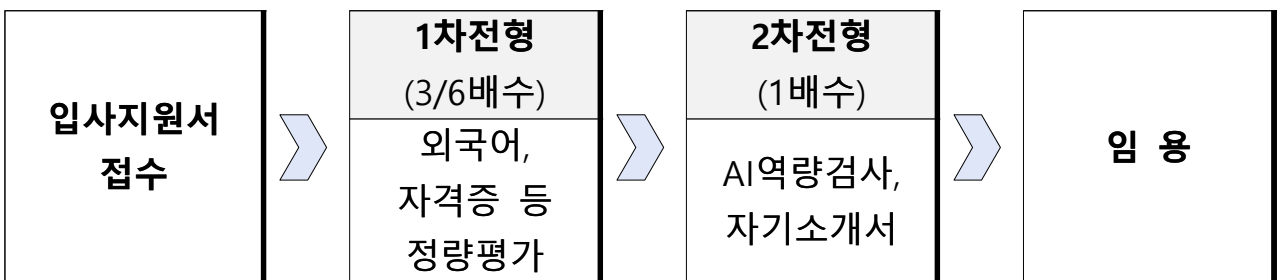 입사지원서
접수
1차전형
(3/6배수)
외국어,
자격증 등
정량평가
2차전형
(1배수)
AI역량검사,
자기소개서
임 용